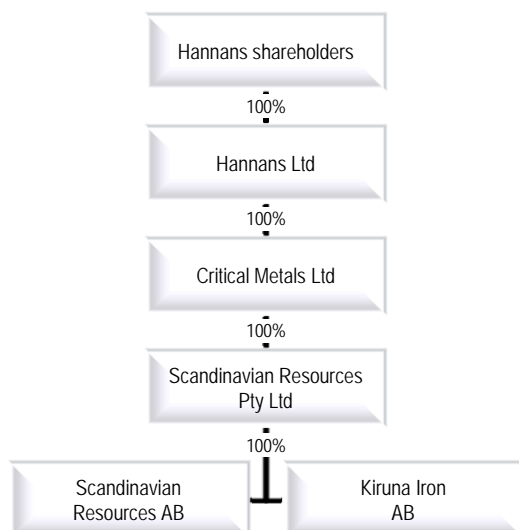 Hannans shareholders
100%
Hannans Ltd
100%
Critical Metals Ltd
100%
Scandinavian Resources
Pty Ltd
100%
Scandinavian
Resources AB
Kiruna Iron
AB